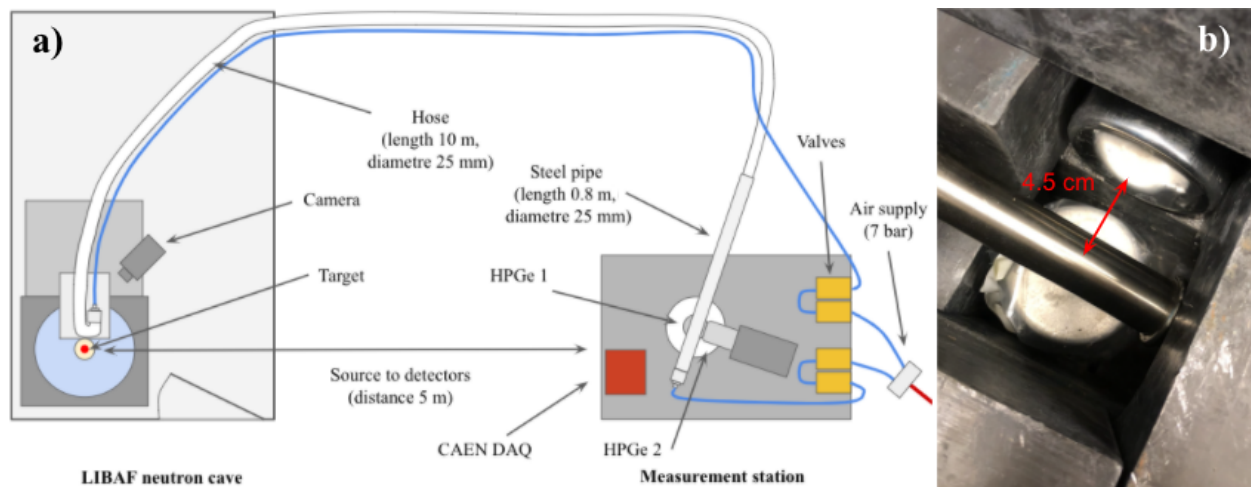 a)
b)
Hose
(length 10 m,
diametre 25 mm)
Camera
Target
Steel pipe
(length 0.8 m,
diametre 25 mm)
Valves
Air supply
(7 bar)
HPGe 1
4.5 cm
Source to detectors
(distance 5 m)
CAEN DAQ
HPGe 2
LIBAF neutron cave
Measurement station